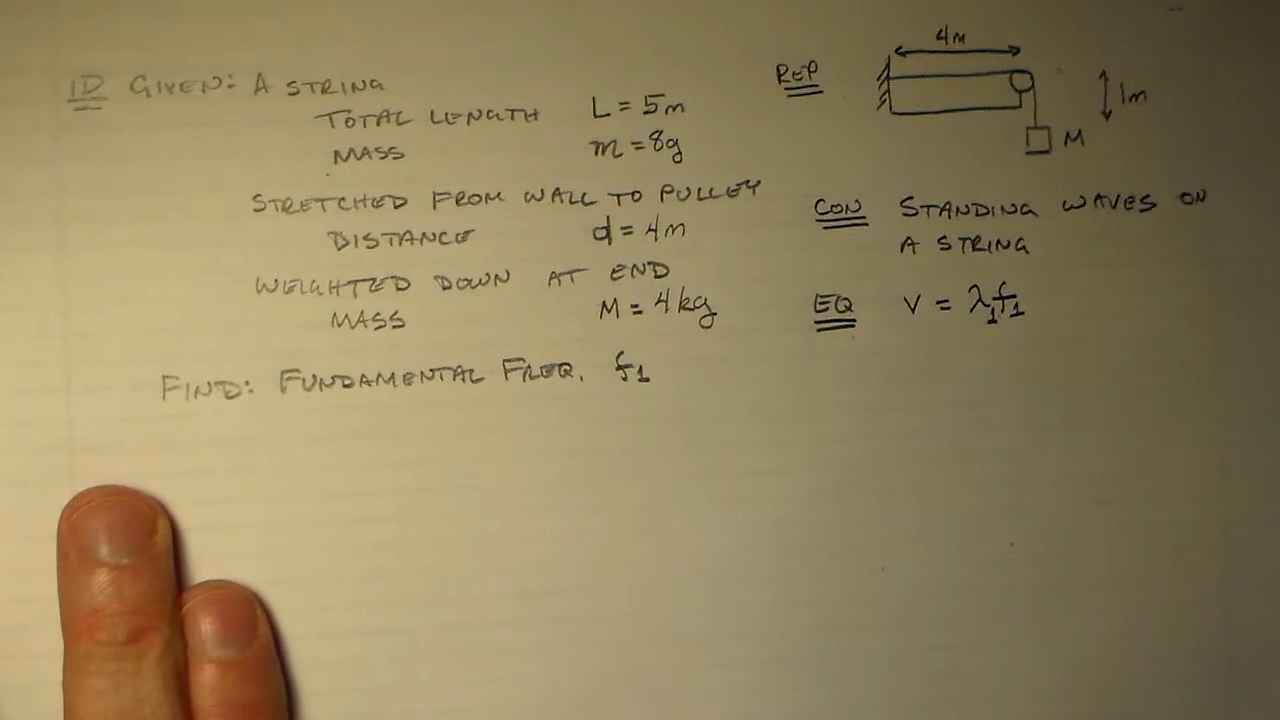 ID GIVEN: A STRING
TOTAL LENGTH L = 5m
MASS m = 8g
STRETCHED FROM WALL TO PULLEY
DISTANCE d = 4m
WEIGHTED DOWN AT END
MASS M = 4kg
FIND: FUNDAMENTAL FREQ. f1
REP
4m
1m
M
CON STANDING WAVES ON
A STRING
EQ V = λ1f1